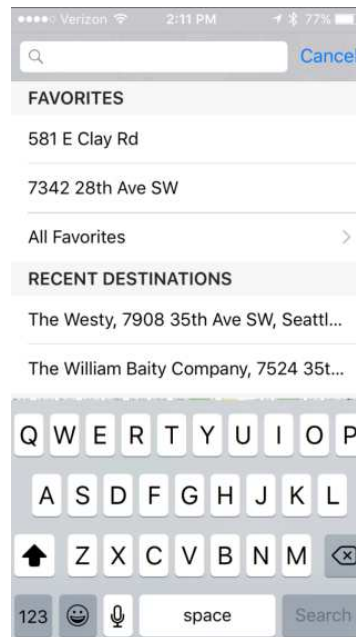 Verizon 2:11 PM 77%
Cancel
FAVORITES
581 E Clay Rd
7342 28th Ave SW
All Favorites
RECENT DESTINATIONS
The Westy, 7908 35th Ave SW, Seattl...
The William Baity Company, 7524 35t...
Q W E R T Y U I O P
A S D F G H J K L
Z X C V B N M
123 space Search